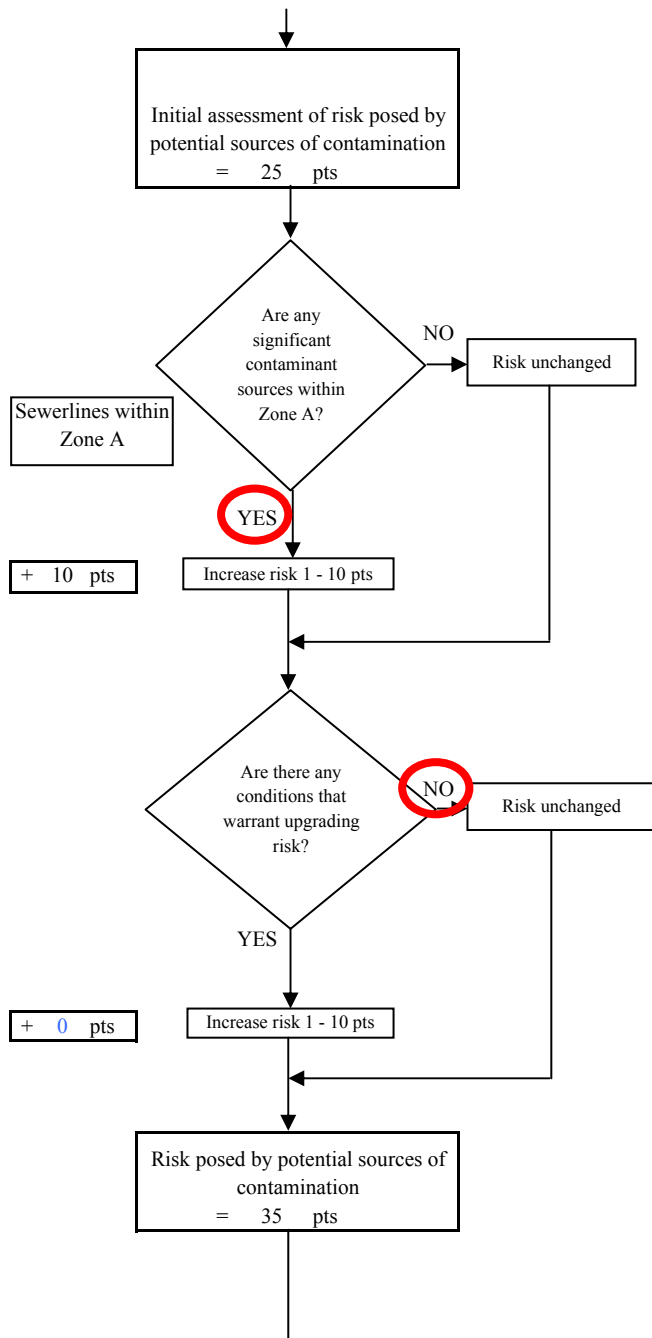 Initial assessment of risk posed by
potential sources of contamination
= 25 pts
Are any
significant
contaminant
sources within
Zone A?
NO
Risk unchanged
Sewerlines within
Zone A
YES
+ 10 pts
Increase risk 1 - 10 pts
Are there any
conditions that
warrant upgrading
risk?
NO
Risk unchanged
YES
+ 0 pts
Increase risk 1 - 10 pts
Risk posed by potential sources of
contamination
= 35 pts